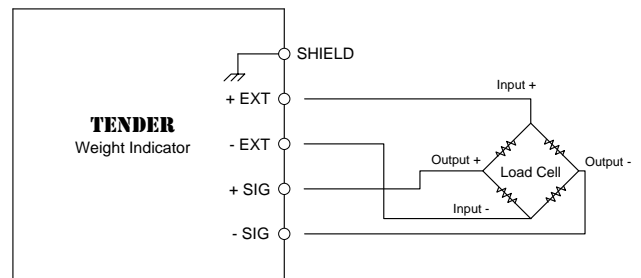 SHIELD
+ EXT
Input +
TENDER
Weight Indicator
- EXT
Output +
Load Cell
Output -
+ SIG
Input -
- SIG